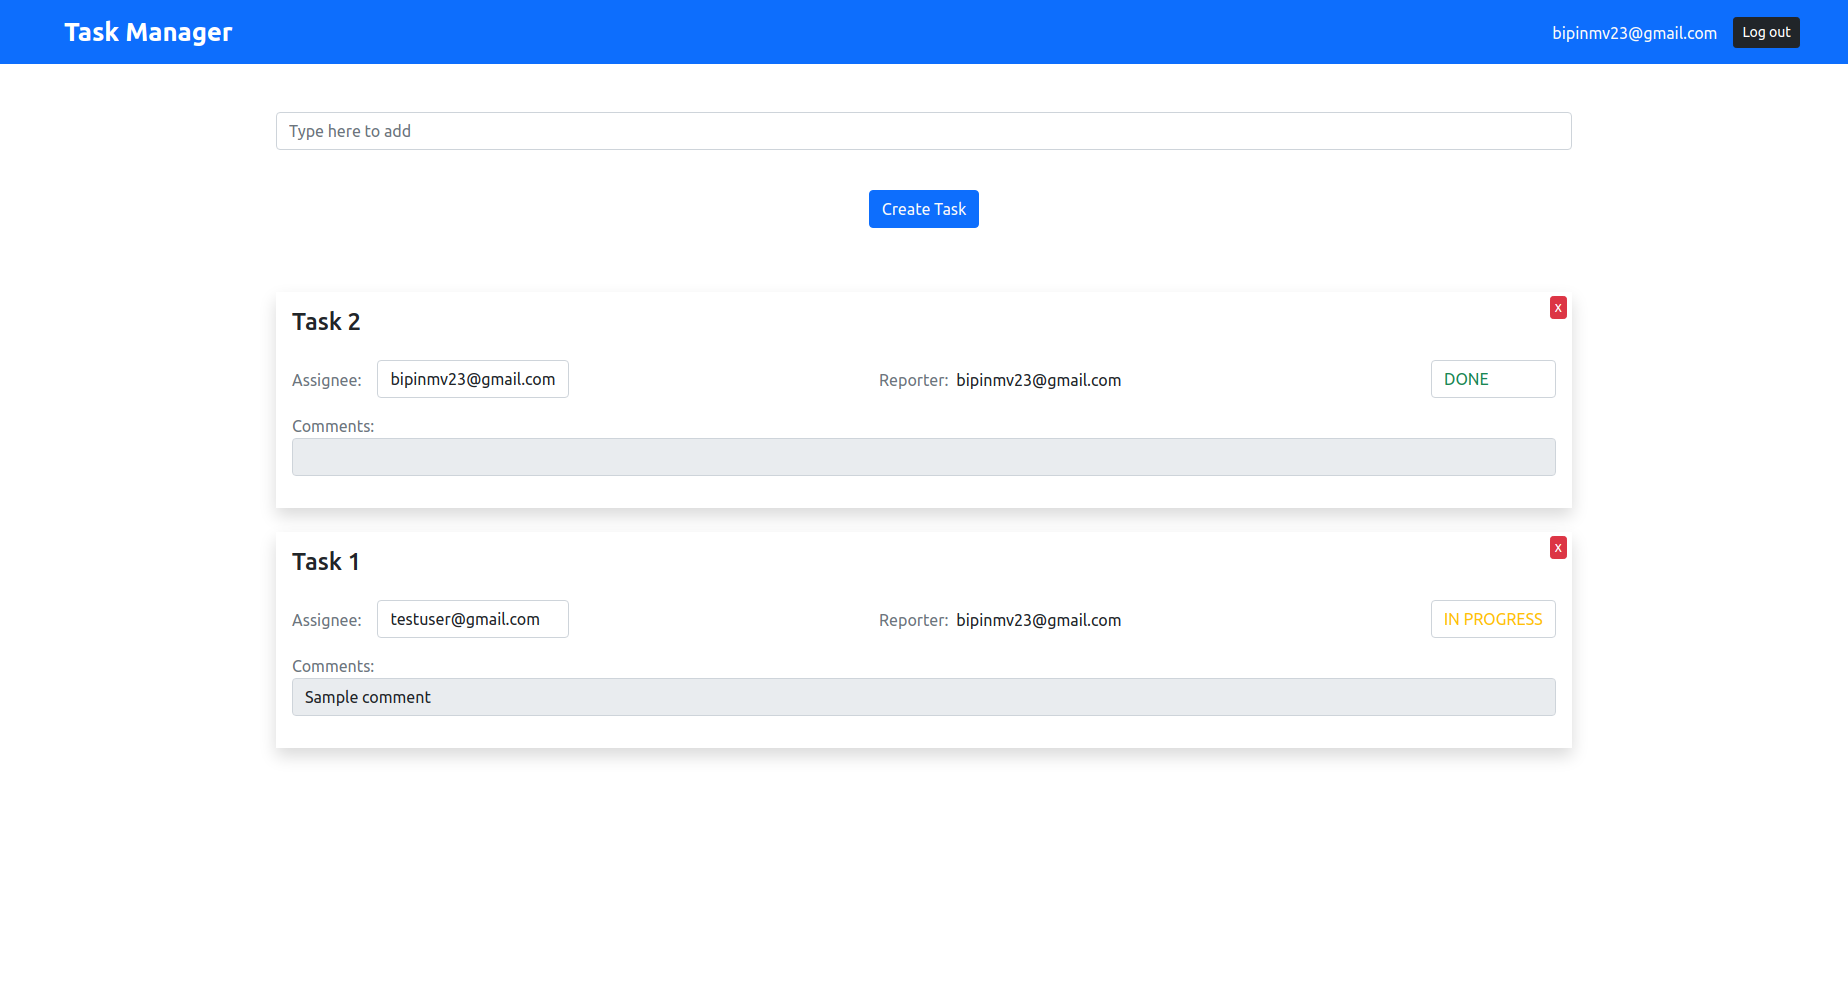 Task Manager
bipinmv23@gmail.com Log out
Type here to add
Create Task
Task 2 x
Assignee: bipinmv23@gmail.com Reporter: bipinmv23@gmail.com DONE
Comments:
Task 1 x
Assignee: testuser@gmail.com Reporter: bipinmv23@gmail.com IN PROGRESS
Comments:
Sample comment